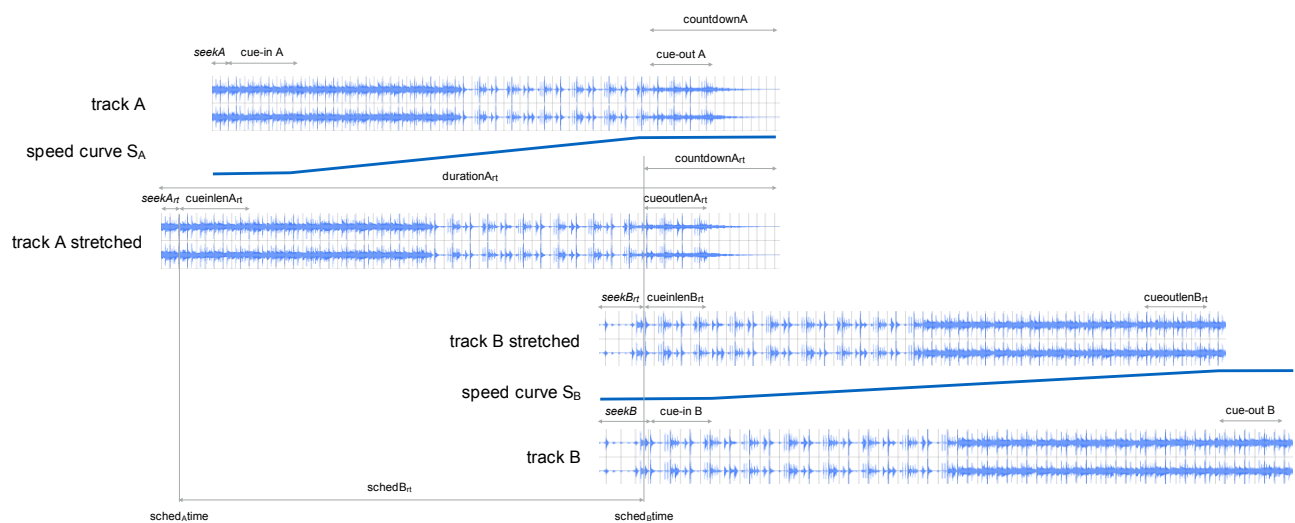 countdownA
seekA cue-in A cue-out A
track A
speed curve SA
countdownArt
durationArt
seekArt cueinlenArt cueoutlenArt
track A stretched
seekBrt cueinlenBrt cueoutlenBrt
track B stretched
speed curve SB
seekB cue-in B cue-out B
track B
schedBrt
schedAtime schedBtime